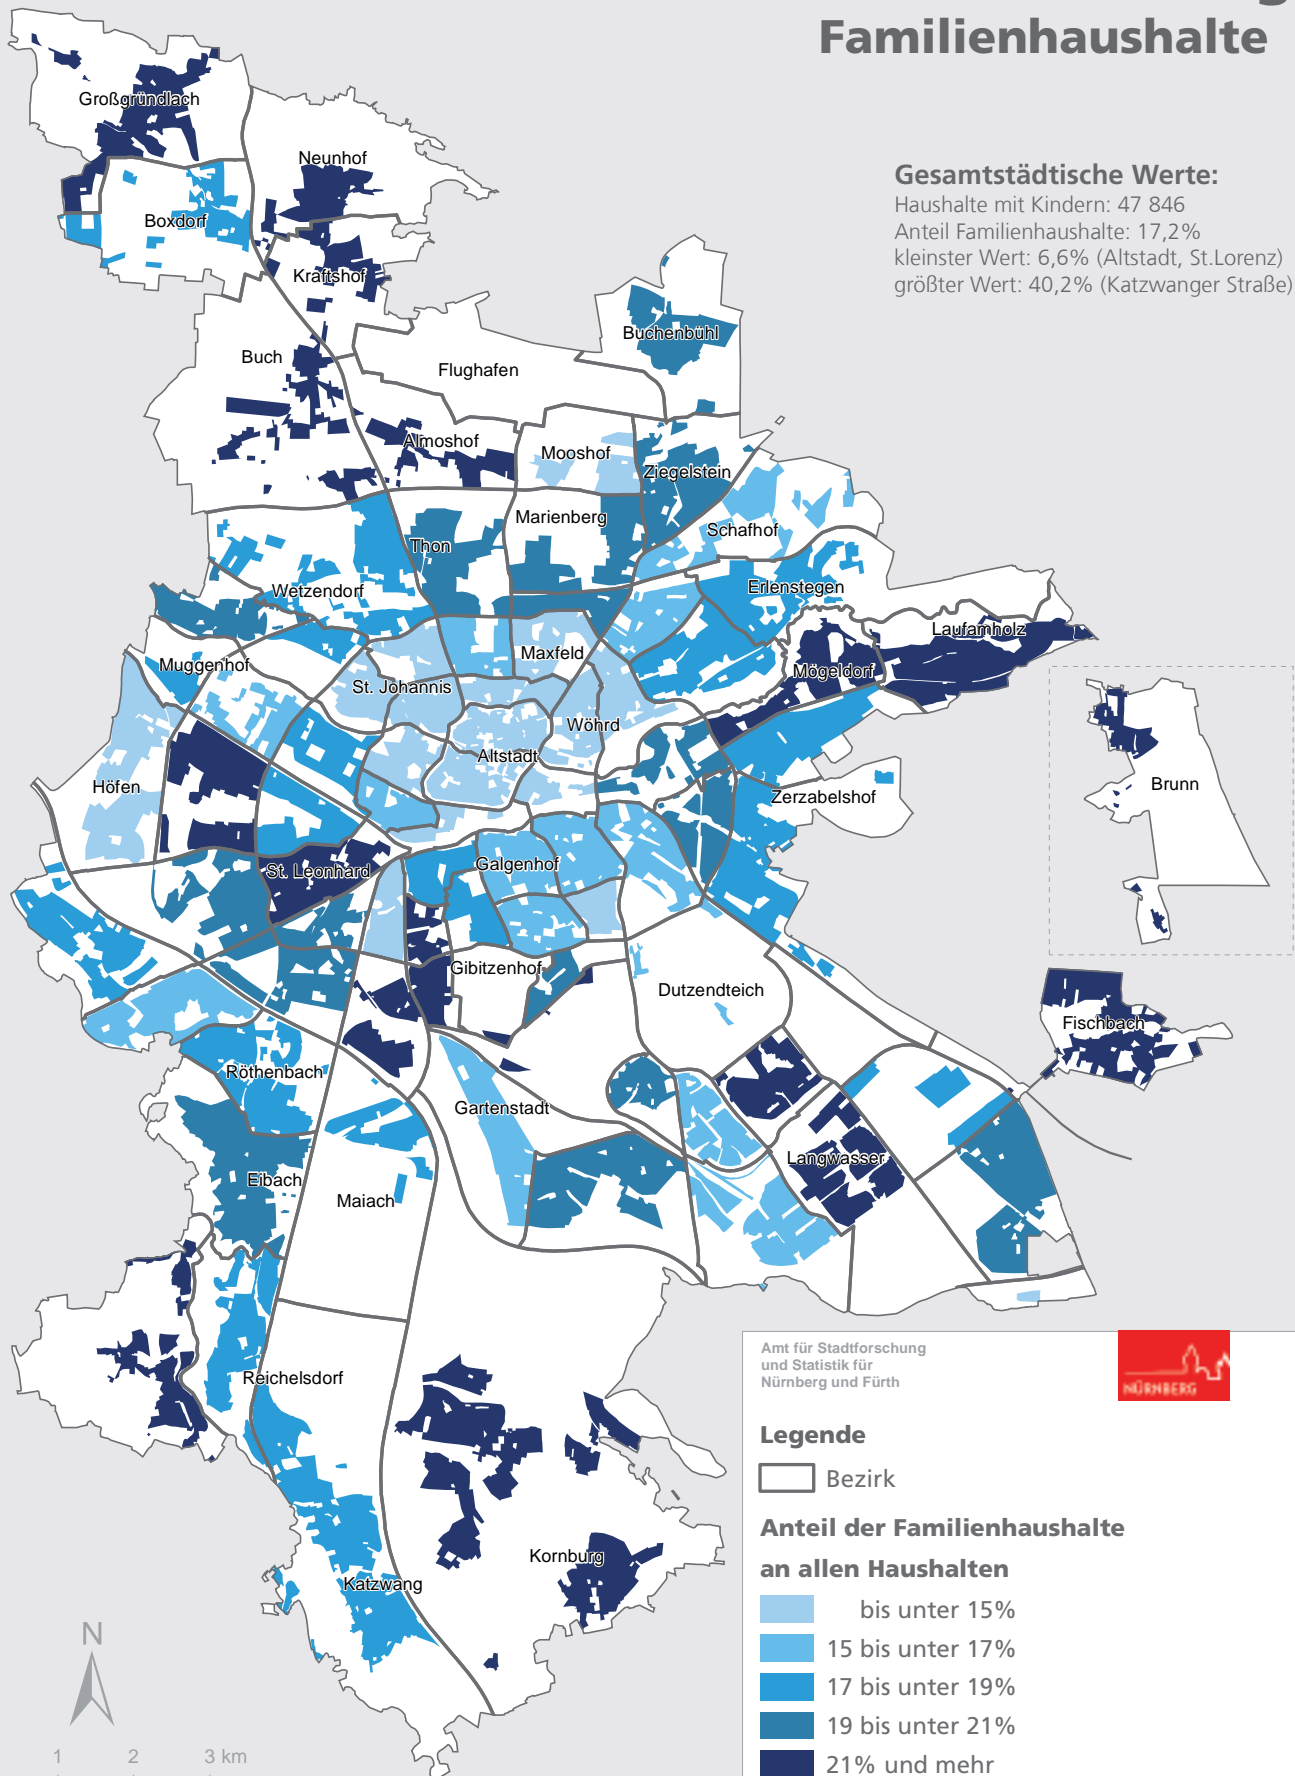 Familienhaushalte
Gesamtstädtische Werte:
Haushalte mit Kindern: 47 846
Anteil Familienhaushalte: 17,2%
kleinster Wert: 6,6% (Altstadt, St.Lorenz)
größter Wert: 40,2% (Katzwanger Straße)
Großgründlach
Neunhof
Boxdorf
Kraftshof
Buchenbühl
Buch
Flughafen
Almoshof
Mooshof
Ziegelstein
Marienberg
Schafhof
Thon
Wetzendorf
Erlenstegen
Laufamholz
Muggenhof
Maxfeld
Mögeldorf
St. Johannis
Wöhrd
Altstadt
Höfen
Zerzabelshof
Brunn
St. Leonhard
Galgenhof
Gibitzenhof
Dutzendteich
Fischbach
Röthenbach
Gartenstadt
Langwasser
Eibach
Maiach
Reichelsdorf
Kornburg
Katzwang
N
1 2 3 km
Amt für Stadtforschung
und Statistik für
Nürnberg und Fürth
NÜRNBERG
Legende
Bezirk
Anteil der Familienhaushalte
an allen Haushalten
bis unter 15%
15 bis unter 17%
17 bis unter 19%
19 bis unter 21%
21% und mehr